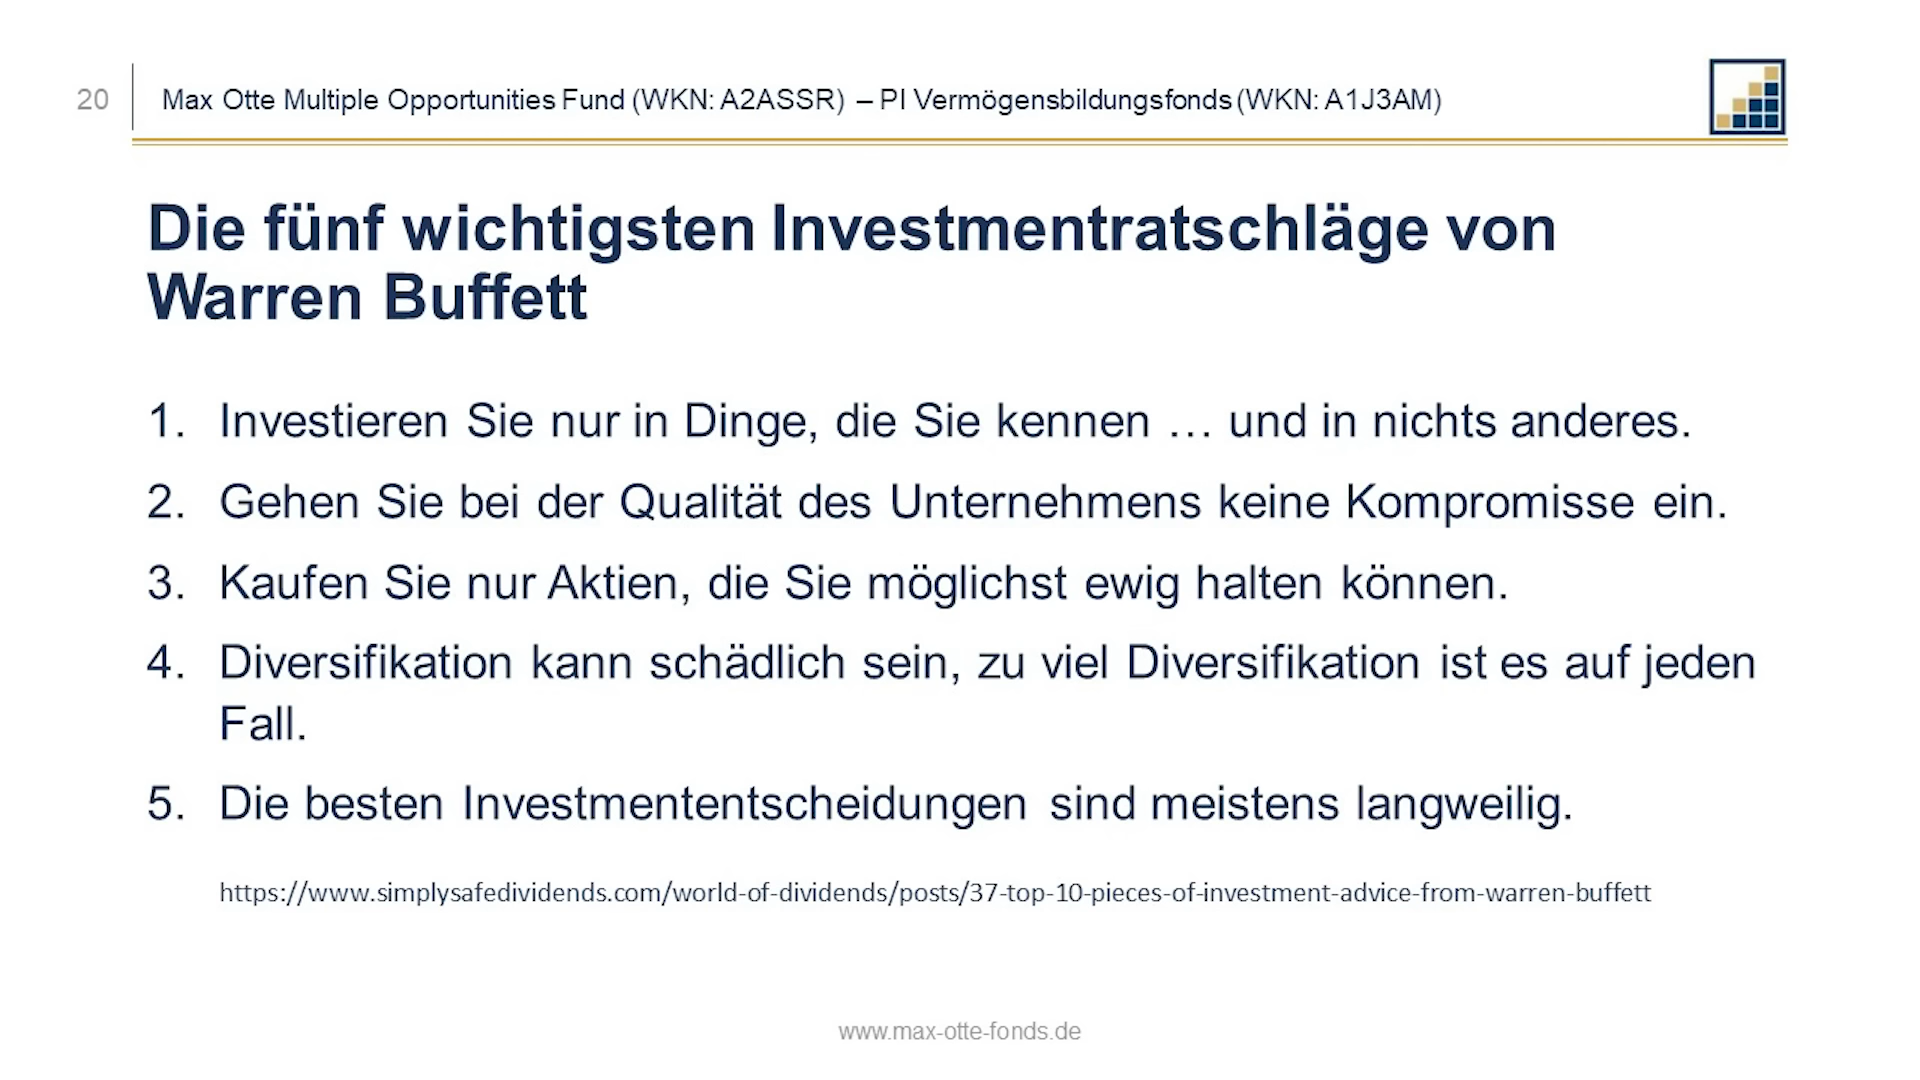 20
Max Otte Multiple Opportunities Fund (WKN: A2ASSR) – PI Vermögensbildungsfonds (WKN: A1J3AM)
Die fünf wichtigsten Investmentratschläge von
Warren Buffett
1. Investieren Sie nur in Dinge, die Sie kennen … und in nichts anderes.
2. Gehen Sie bei der Qualität des Unternehmens keine Kompromisse ein.
3. Kaufen Sie nur Aktien, die Sie möglichst ewig halten können.
4. Diversifikation kann schädlich sein, zu viel Diversifikation ist es auf jeden
Fall.
5. Die besten Investmententscheidungen sind meistens langweilig.
https://www.simplysafedividends.com/world-of-dividends/posts/37-top-10-pieces-of-investment-advice-from-warren-buffett
www.max-otte-fonds.de